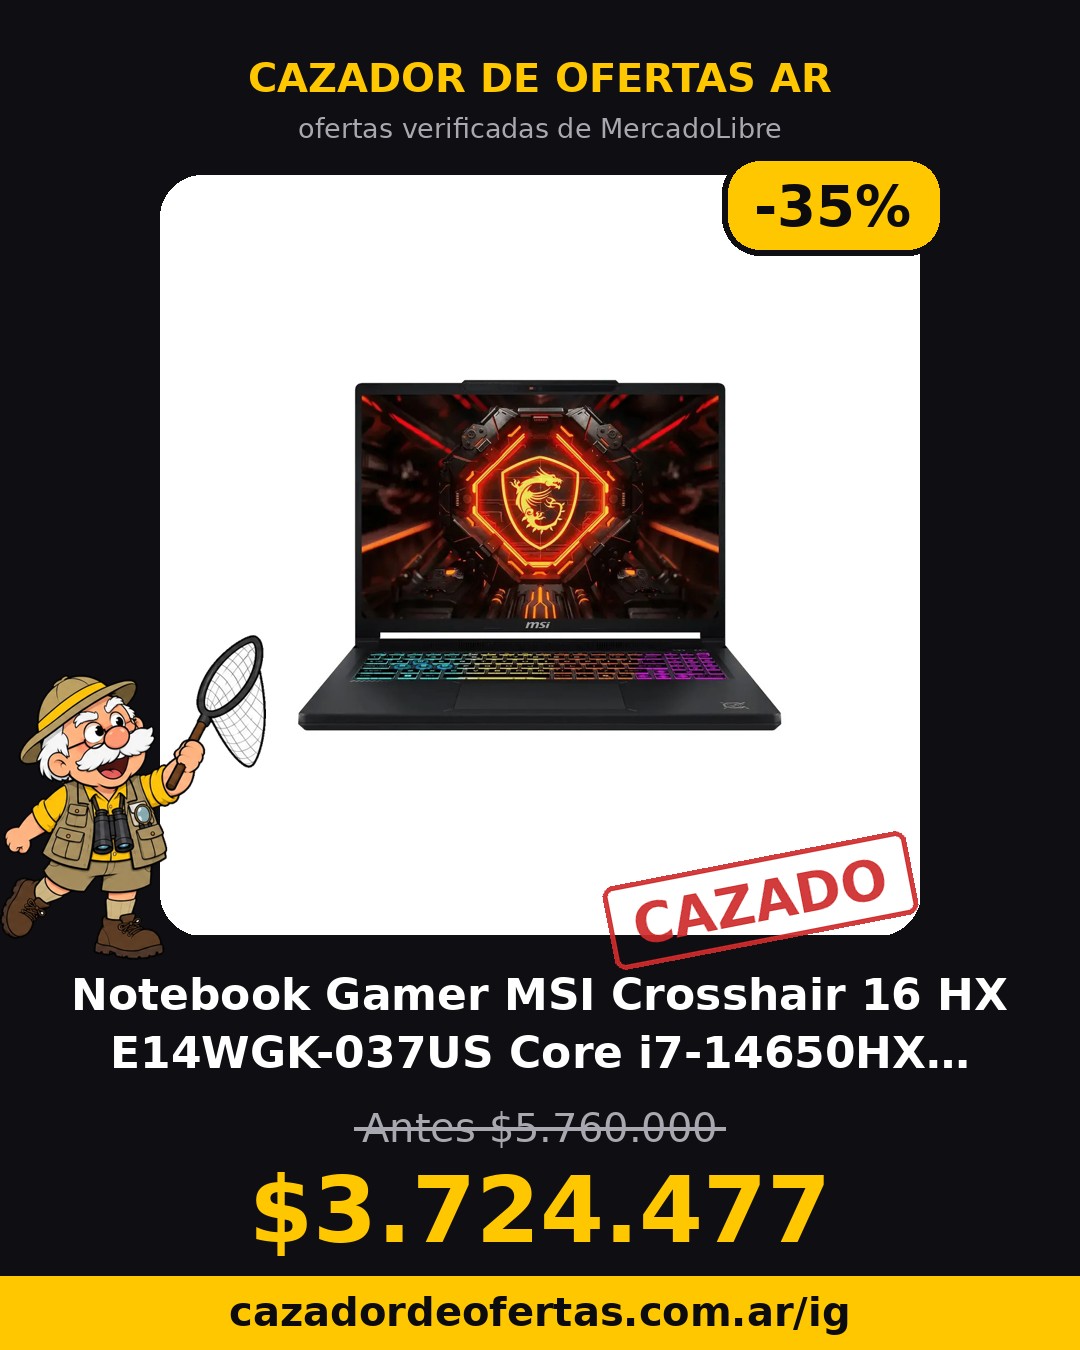 CAZADOR DE OFERTAS AR
ofertas verificadas de MercadoLibre
-35%
msi
CAZADO
Notebook Gamer MSI Crosshair 16 HX
E14WGK-037US Core i7-14650HX...
Antes $5.760.000
$3.724.477
cazadordeofertas.com.ar/ig